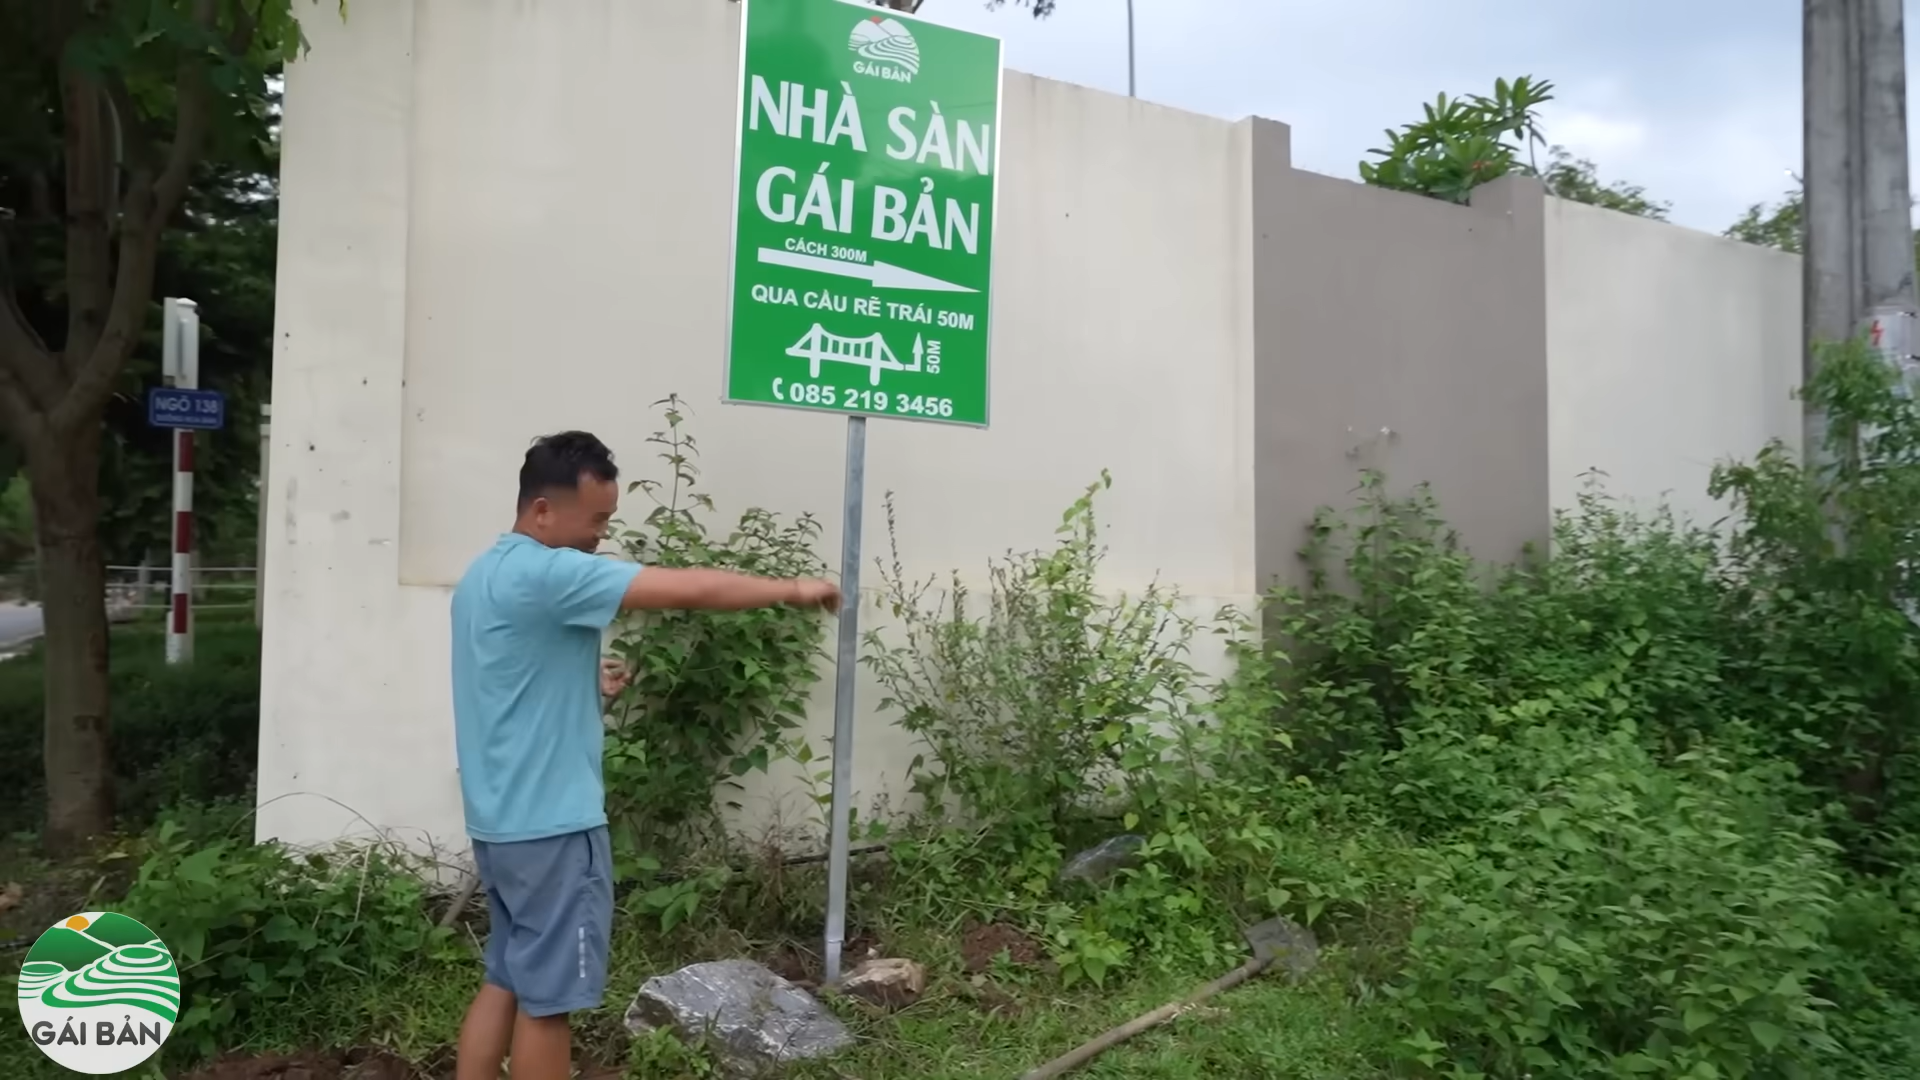 GÁI BẢN
NHÀ SÀN
GÁI BẢN
CÁCH 300M
QUA CẦU RẼ TRÁI 50M
50M
085 219 3456
NGÕ 138
GÁI BẢN